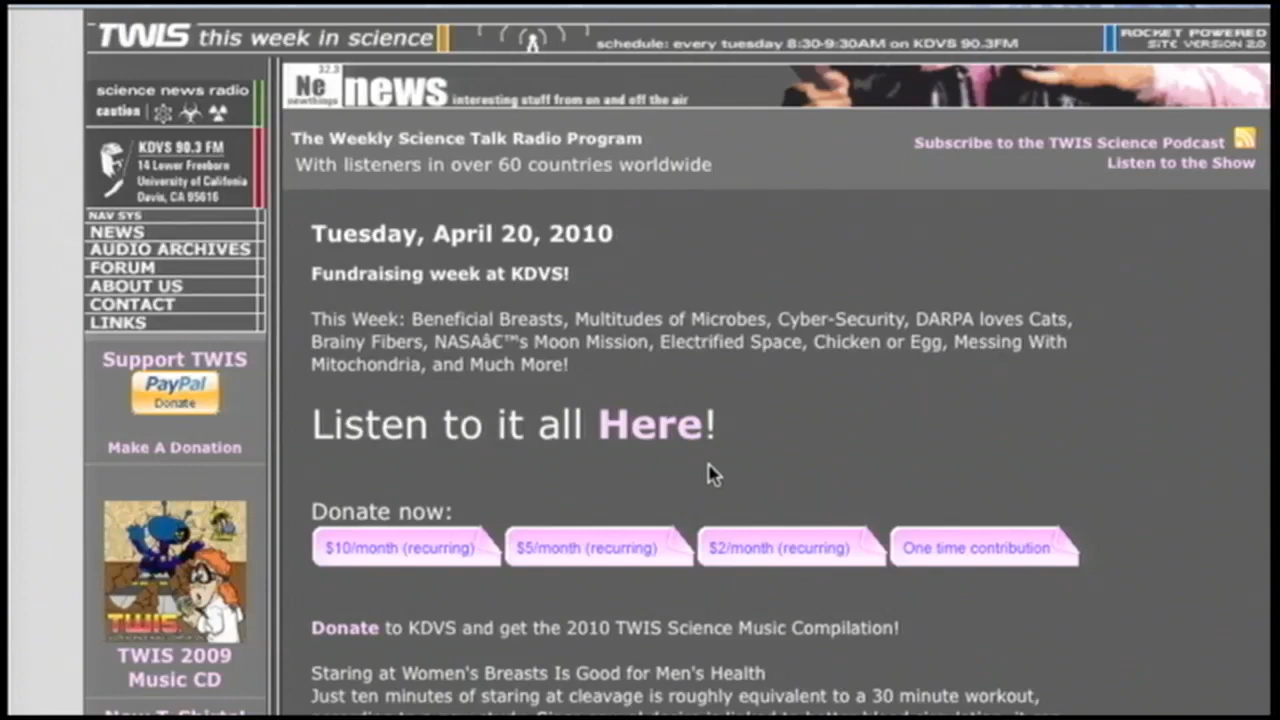 TWIS this week in science
schedule: every tuesday 8:30-9:30AM on KDVS 90.3FM
ROCKET POWERED
SITE VERSION 2.0
science news radio
caution
KDVS 90.3 FM
14 Lower Freeborn
University of Califonia
Davis, CA 95616
NAV SYS
NEWS
AUDIO ARCHIVES
FORUM
ABOUT US
CONTACT
LINKS
Support TWIS
PayPal
Donate
Make A Donation
TWIS
TWIS 2009
Music CD
32.3
Ne
newthings
news interesting stuff from on and off the air
The Weekly Science Talk Radio Program
With listeners in over 60 countries worldwide
Subscribe to the TWIS Science Podcast
Listen to the Show
Tuesday, April 20, 2010
Fundraising week at KDVS!
This Week: Beneficial Breasts, Multitudes of Microbes, Cyber-Security, DARPA loves Cats,
Brainy Fibers, NASAâ€™s Moon Mission, Electrified Space, Chicken or Egg, Messing With
Mitochondria, and Much More!
Listen to it all Here!
Donate now:
$10/month (recurring)
$5/month (recurring)
$2/month (recurring)
One time contribution
Donate to KDVS and get the 2010 TWIS Science Music Compilation!
Staring at Women's Breasts Is Good for Men's Health
Just ten minutes of staring at cleavage is roughly equivalent to a 30 minute workout,